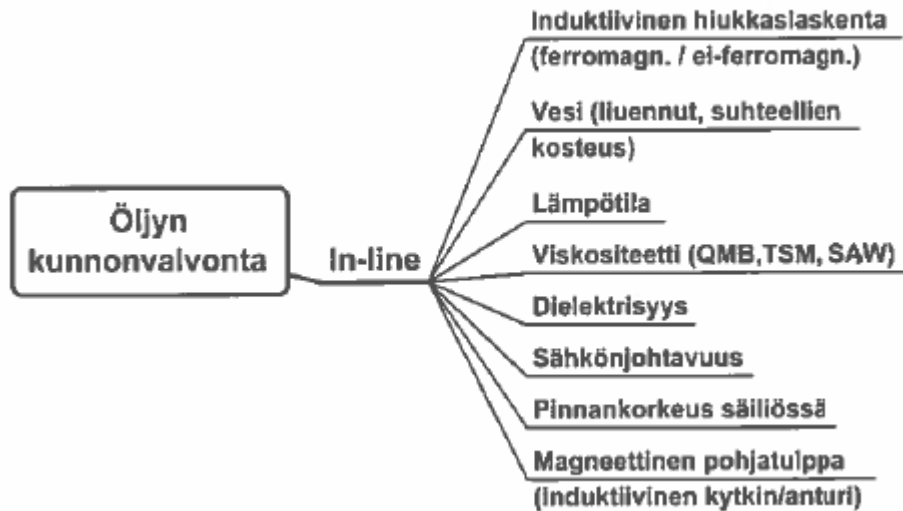 Induktiivinen hiukkaslaskenta
(ferromagn. / ei-ferromagn.)
Vesi (liuennut, suhteellien
kosteus)
Öljyn
kunnonvalvonta
In-line
Lämpötila
Viskositeetti (QMB,TSM, SAW)
Dielektrisyys
Sähkönjohtavuus
Pinnankorkeus säiliössä
Magneettinen pohjatulppa
(induktiivinen kytkin/anturi)